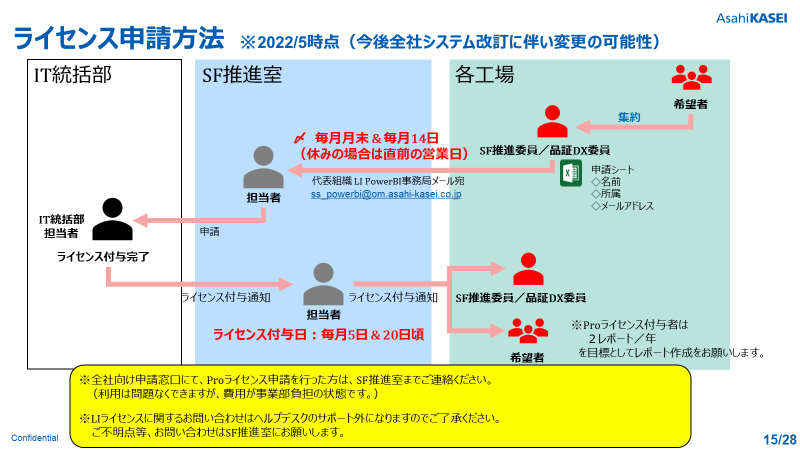 AsahiKASEI
ライセンス申請方法 ※2022/5時点（今後全社システム改訂に伴い変更の可能性）
IT統括部
SF推進室
各工場
希望者
集約
SF推進委員／品証DX委員
〆 毎月月末＆毎月14日
（休みの場合は直前の営業日）
申請シート
◇名前
◇所属
◇メールアドレス
代表組織 LI PowerBI事務局メール宛
ss_powerbi@om.asahi-kasei.co.jp
担当者
IT統括部
担当者
申請
ライセンス付与完了
ライセンス付与通知
担当者
ライセンス付与通知
SF推進委員／品証DX委員
ライセンス付与日：毎月5日＆20日頃
希望者
※Proライセンス付与者は
２レポート／年
を目標としてレポート作成をお願いします。
※全社向け申請窓口にて、Proライセンス申請を行った方は、SF推進室までご連絡ください。
（利用は問題なくできますが、費用が事業部負担の状態です。）
※LIライセンスに関するお問い合わせはヘルプデスクのサポート外になりますのでご了承ください。
ご不明点等、お問い合わせはSF推進室にお願いします。
Confidential
15/28